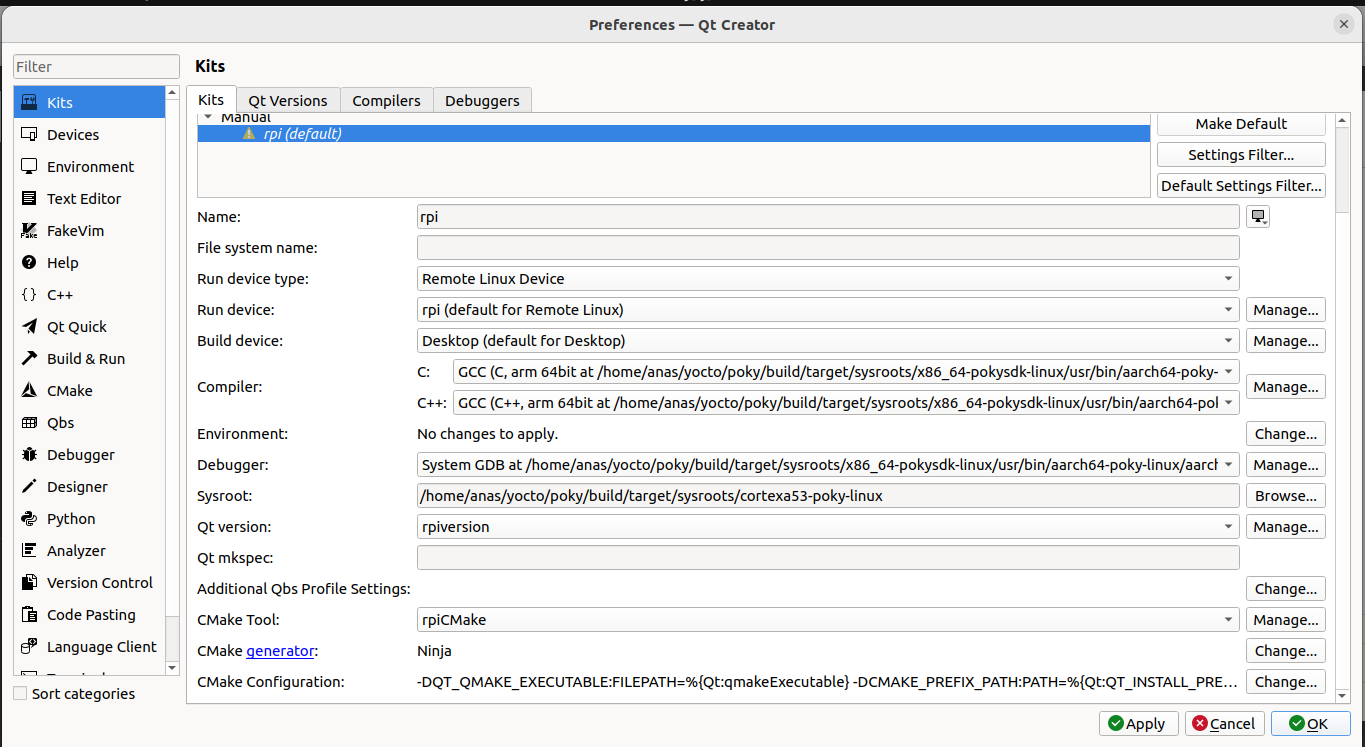 Preferences — Qt Creator
Filter
Kits
Devices
Environment
Text Editor
FakeVim
Help
C++
Qt Quick
Build & Run
CMake
Qbs
Debugger
Designer
Python
Analyzer
Version Control
Code Pasting
Language Client
Sort categories
Kits
Kits Qt Versions Compilers Debuggers
Manual
rpi (default)
Make Default
Settings Filter...
Default Settings Filter...
Name: rpi
File system name:
Run device type: Remote Linux Device
Run device: rpi (default for Remote Linux) Manage...
Build device: Desktop (default for Desktop) Manage...
Compiler: C: GCC (C, arm 64bit at /home/anas/yocto/poky/build/target/sysroots/x86_64-pokysdk-linux/usr/bin/aarch64-poky- Manage...
C++: GCC (C++, arm 64bit at /home/anas/yocto/poky/build/target/sysroots/x86_64-pokysdk-linux/usr/bin/aarch64-pol
Environment: No changes to apply. Change...
Debugger: System GDB at /home/anas/yocto/poky/build/target/sysroots/x86_64-pokysdk-linux/usr/bin/aarch64-poky-linux/aarch Manage...
Sysroot: /home/anas/yocto/poky/build/target/sysroots/cortexa53-poky-linux Browse...
Qt version: rpiversion Manage...
Qt mkspec:
Additional Qbs Profile Settings: Change...
CMake Tool: rpiCMake Manage...
CMake generator: Ninja Change...
CMake Configuration: -DQT_QMAKE_EXECUTABLE:FILEPATH=%{Qt:qmakeExecutable} -DCMAKE_PREFIX_PATH:PATH=%{Qt:QT_INSTALL_PRE... Change...
Apply Cancel OK